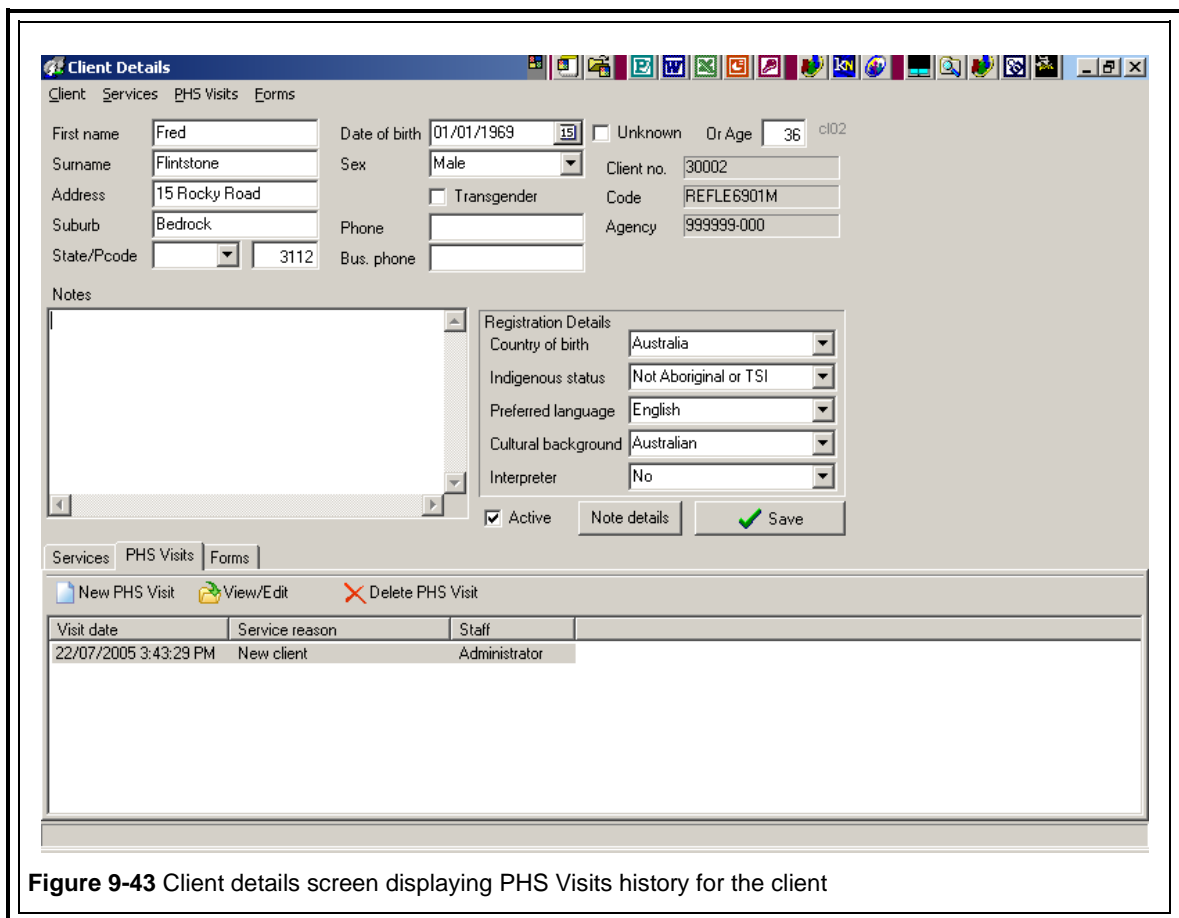 Client Details
Client Services PHS Visits Forms
First name Fred Date of birth 01/01/1969 15 Unknown Or Age 36 cl02
Surname Flintstone Sex Male Client no. 30002
Address 15 Rocky Road Transgender Code REFLE6901M
Suburb Bedrock Phone Agency 999999-000
State/Pcode 3112 Bus. phone
Notes
Registration Details
Country of birth Australia
Indigenous status Not Aboriginal or TSI
Preferred language English
Cultural background Australian
Interpreter No
Active Note details Save
Services PHS Visits Forms
New PHS Visit View/Edit Delete PHS Visit
Visit date Service reason Staff
22/07/2005 3:43:29 PM New client Administrator
Figure 9-43 Client details screen displaying PHS Visits history for the client